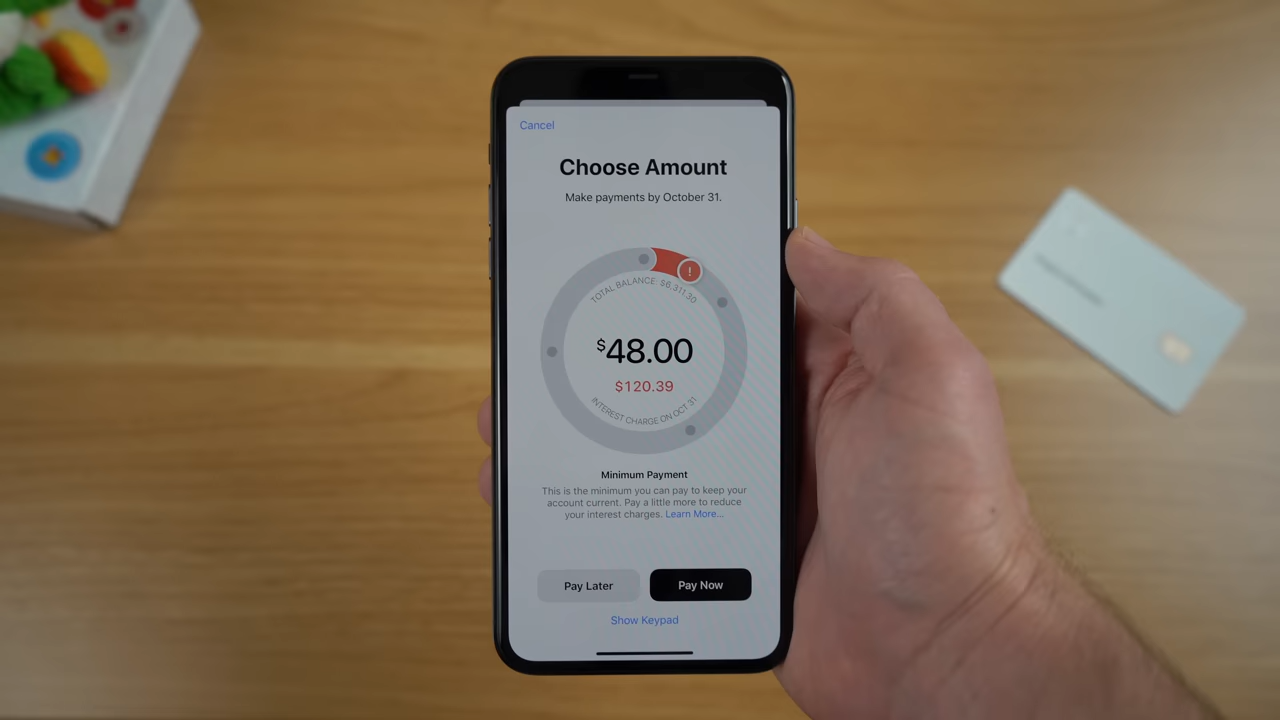 Cancel
Choose Amount
Make payments by October 31.
TOTAL BALANCE: $6,311.30
$48.00
$120.39
INTEREST CHARGE ON OCT 31
Minimum Payment
This is the minimum you can pay to keep your
account current. Pay a little more to reduce
your interest charges. Learn More...
Pay Later
Pay Now
Show Keypad